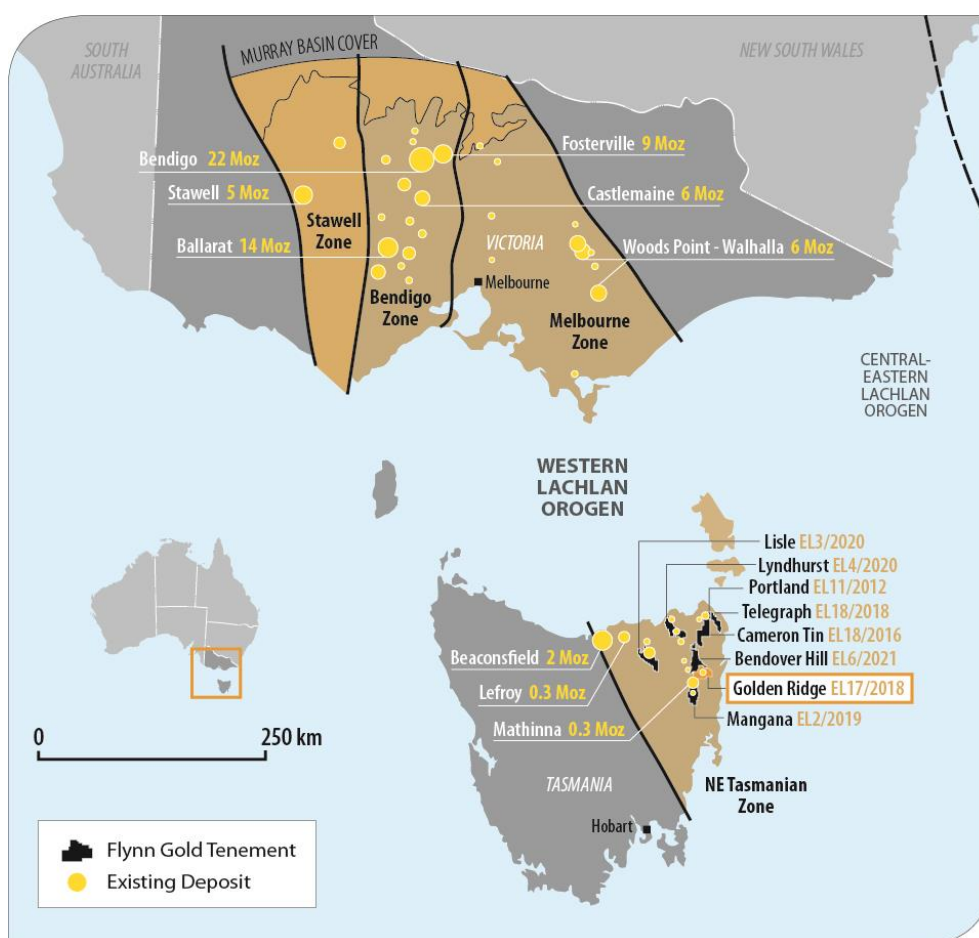 SOUTH
AUSTRALIA
MURRAY BASIN COVER
NEW SOUTH WALES
Bendigo 22 Moz
Fosterville 9 Moz
Stawell 5 Moz
Castlemaine 6 Moz
Stawell
Zone
Ballarat 14 Moz
VICTORIA
Woods Point - Walhalla 6 Moz
Melbourne
Bendigo
Zone
Melbourne
Zone
CENTRAL-
EASTERN
LACHLAN
OROGEN
WESTERN
LACHLAN
OROGEN
Lisle EL3/2020
Lyndhurst EL4/2020
Portland EL11/2012
Telegraph EL18/2018
Cameron Tin EL18/2016
Beaconsfield 2 Moz
Bendover Hill EL6/2021
Lefroy 0.3 Moz
Golden Ridge EL17/2018
Mathinna 0.3 Moz
Mangana EL2/2019
0 250 km
TASMANIA
NE Tasmanian
Zone
Hobart
Flynn Gold Tenement
Existing Deposit